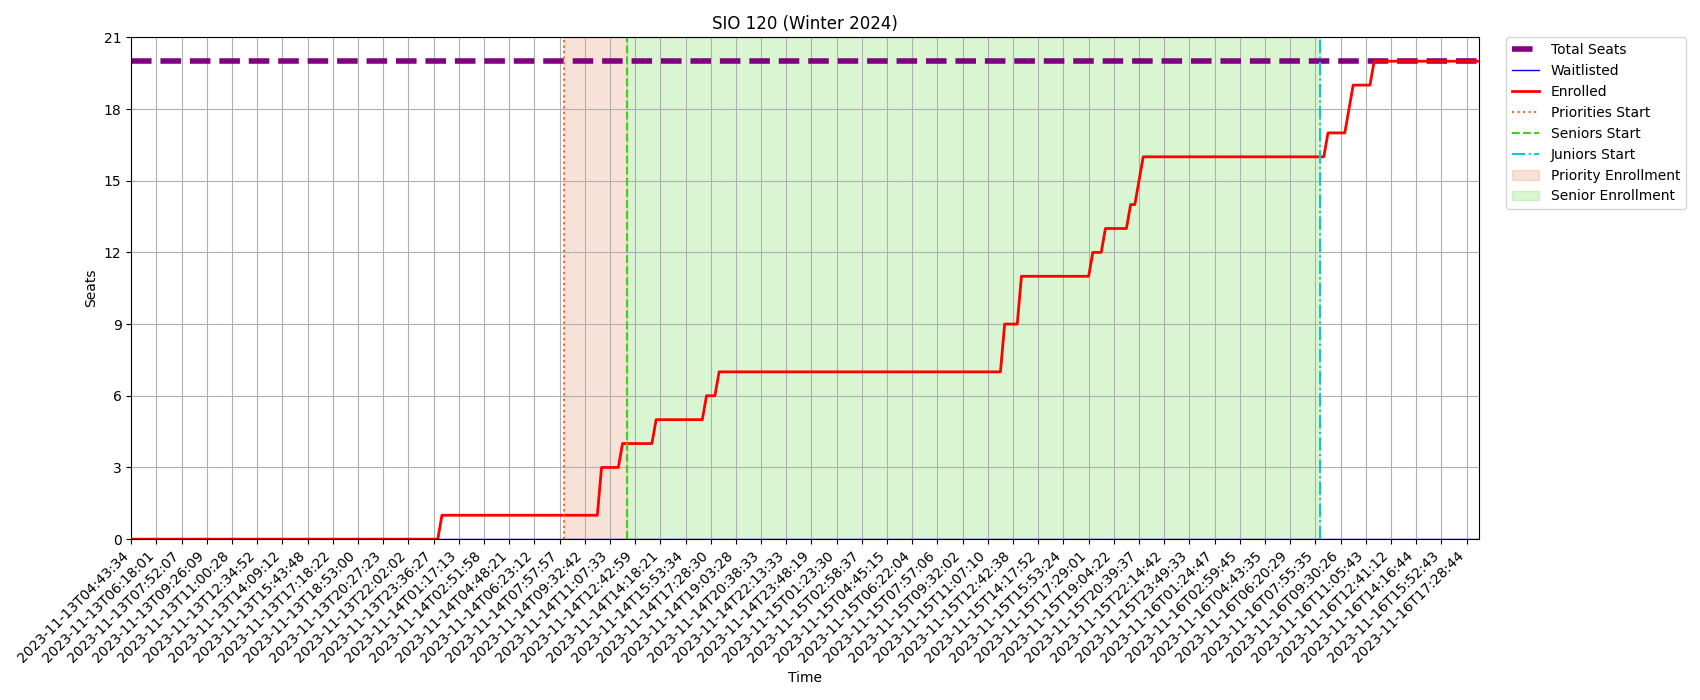 SIO 120 (Winter 2024)
21
18
15
12
9
6
3
0
Seats
2023-11-13T04:43:34
2023-11-13T06:18:01
2023-11-13T07:52:07
2023-11-13T09:26:09
2023-11-13T11:00:28
2023-11-13T12:34:52
2023-11-13T14:09:12
2023-11-13T15:43:48
2023-11-13T17:18:22
2023-11-13T18:53:00
2023-11-13T20:27:23
2023-11-13T22:02:02
2023-11-13T23:36:27
2023-11-14T01:17:13
2023-11-14T02:51:58
2023-11-14T04:48:21
2023-11-14T06:23:12
2023-11-14T07:57:57
2023-11-14T09:32:42
2023-11-14T11:07:33
2023-11-14T12:42:59
2023-11-14T14:18:21
2023-11-14T15:53:34
2023-11-14T17:28:30
2023-11-14T19:03:28
2023-11-14T20:38:33
2023-11-14T22:13:33
2023-11-14T23:48:19
2023-11-15T01:23:30
2023-11-15T02:58:37
2023-11-15T04:45:15
2023-11-15T06:22:04
2023-11-15T07:57:06
2023-11-15T09:32:02
2023-11-15T11:07:10
2023-11-15T12:42:38
2023-11-15T14:17:52
2023-11-15T15:53:24
2023-11-15T17:29:01
2023-11-15T19:04:22
2023-11-15T20:39:37
2023-11-15T22:14:42
2023-11-15T23:49:33
2023-11-16T01:24:47
2023-11-16T02:59:45
2023-11-16T04:43:35
2023-11-16T06:20:29
2023-11-16T07:55:35
2023-11-16T09:30:26
2023-11-16T11:05:43
2023-11-16T12:41:12
2023-11-16T14:16:44
2023-11-16T15:52:43
2023-11-16T17:28:44
Time
Total Seats
Waitlisted
Enrolled
Priorities Start
Seniors Start
Juniors Start
Priority Enrollment
Senior Enrollment